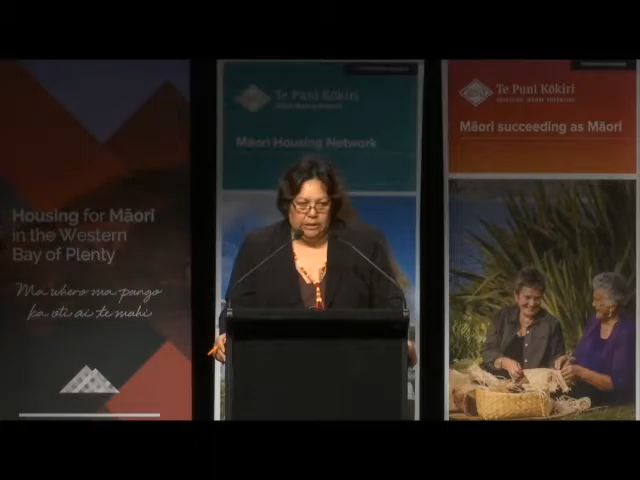 Housing for Māori
in the Western
Bay of Plenty
Ma whero ma pango
ka oti ai te mahi
Te Puni Kōkiri
Māori Housing Network
Te Puni Kōkiri
Māori succeeding as Māori